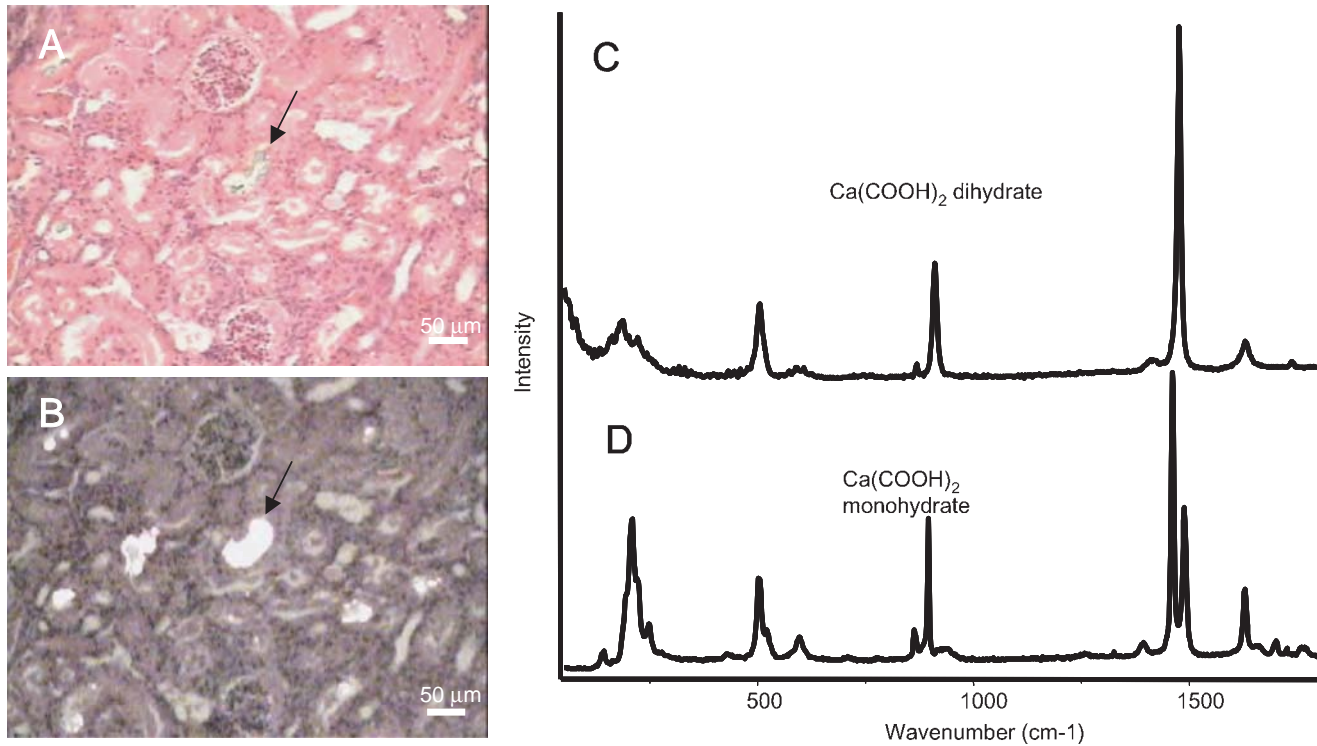 A
50 μm
B
50 μm
C
Ca(COOH)₂ dihydrate
D
Ca(COOH)₂
monohydrate
Intensity
500
1000
1500
Wavenumber (cm-1)